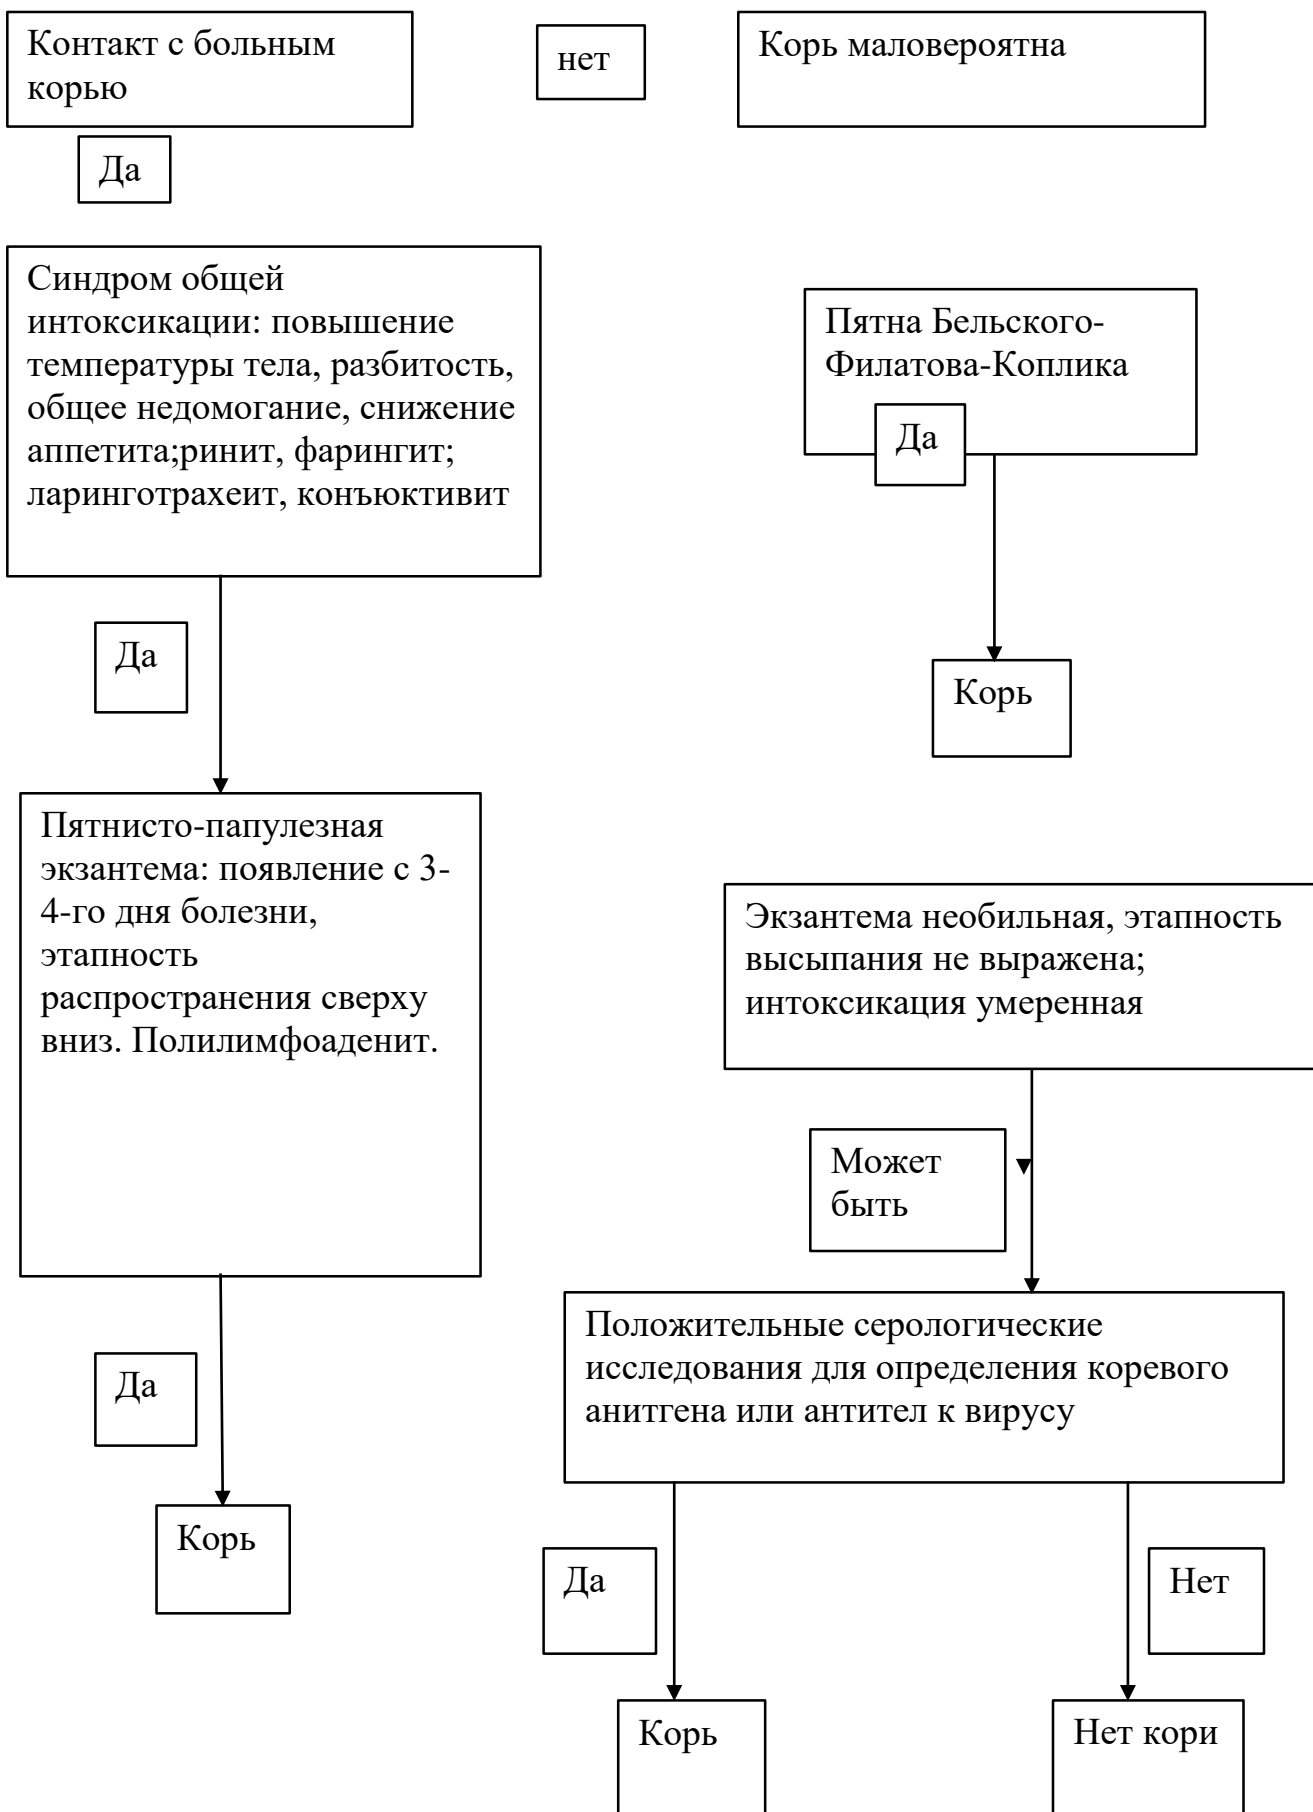 Контакт с больным
корью
нет
Корь маловероятна
Да
Синдром общей
интоксикации: повышение
температуры тела, разбитость,
общее недомогание, снижение
аппетита;ринит, фарингит;
ларинготрахеит, конъюктивит
Пятна Бельского-
Филатова-Коплика
Да
Да
Корь
Пятнисто-папулезная
экзантема: появление с 3-
4-го дня болезни,
этапность
распространения сверху
вниз. Полилимфоаденит.
Экзантема необильная, этапность
высыпания не выражена;
интоксикация умеренная
Может
быть
Положительные серологические
исследования для определения коревого
анитгена или антител к вирусу
Да
Корь
Да
Нет
Корь
Нет кори